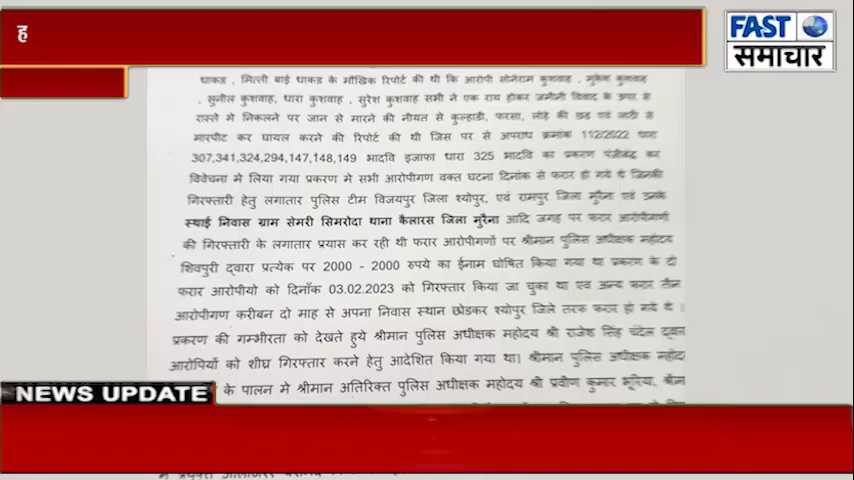 ह
FAST
समाचार
धाकड , मित्ती बाई धाकड के मौखिक रिपोर्ट की थी कि आरोपी सोनेराम कुशवाह , मुकेश कुशवाह
, सुनील कुशवाह, धारा कुशवाह , सुरेश कुशवाह सभी ने एक राय होकर जमीनी विवाद के ऊपर से
रास्ते मे निकलने पर जान से मारने की नीयत से कुल्हाडी, फरसा, लोहे की छड एवं लाठी से
मारपीट कर घायल करने की रिपोर्ट की थी जिस पर से अपराध क्रमांक 112/2022 धारा
307,341,324,294,147,148,149 भादवि इजाफा धारा 325 भादवि का प्रकरण पंजीबद्ध कर
विवेचना मे लिया गया प्रकरण मे सभी आरोपीगण वक्त घटना दिनांक से फरार हो गये थे जिनकी
गिरफ्तारी हेतु लगातार पुलिस टीम विजयपुर जिला श्योपुर, एवं रामपुर जिला मुरैना एवं उनके
स्थाई निवास ग्राम सेमरी सिमरोदा थाना कैलारस जिला मुरैना आदि जगह पर फरार आरोपीगणों
की गिरफ्तारी के लगातार प्रयास कर रही थी फरार आरोपीगणों पर श्रीमान पुलिस अधीक्षक महोदय
शिवपुरी द्वारा प्रत्येक पर 2000 - 2000 रुपये का ईनाम घोषित किया गया था प्रकरण के दो
फरार आरोपीयो को दिनाँक 03.02.2023 को गिरफ्तार किया जा चुका था एवं अन्य फरार तीन
आरोपीगण करीबन दो माह से अपना निवास स्थान छोडकर श्योपुर जिले तरफ फरार हो गये थे ।
प्रकरण की गम्भीरता को देखते हुये श्रीमान पुलिस अधीक्षक महोदय श्री राजेश सिंह चंदेल द्वारा
आरोपियों को शीघ्र गिरफ्तार करने हेतु आदेशित किया गया था। श्रीमान पुलिस अधीक्षक महोद
के पालन मे श्रीमान अतिरिक्त पुलिस अधीक्षक महोदय श्री प्रवीण कुमार भूरिया, श्रीम
NEWS UPDATE